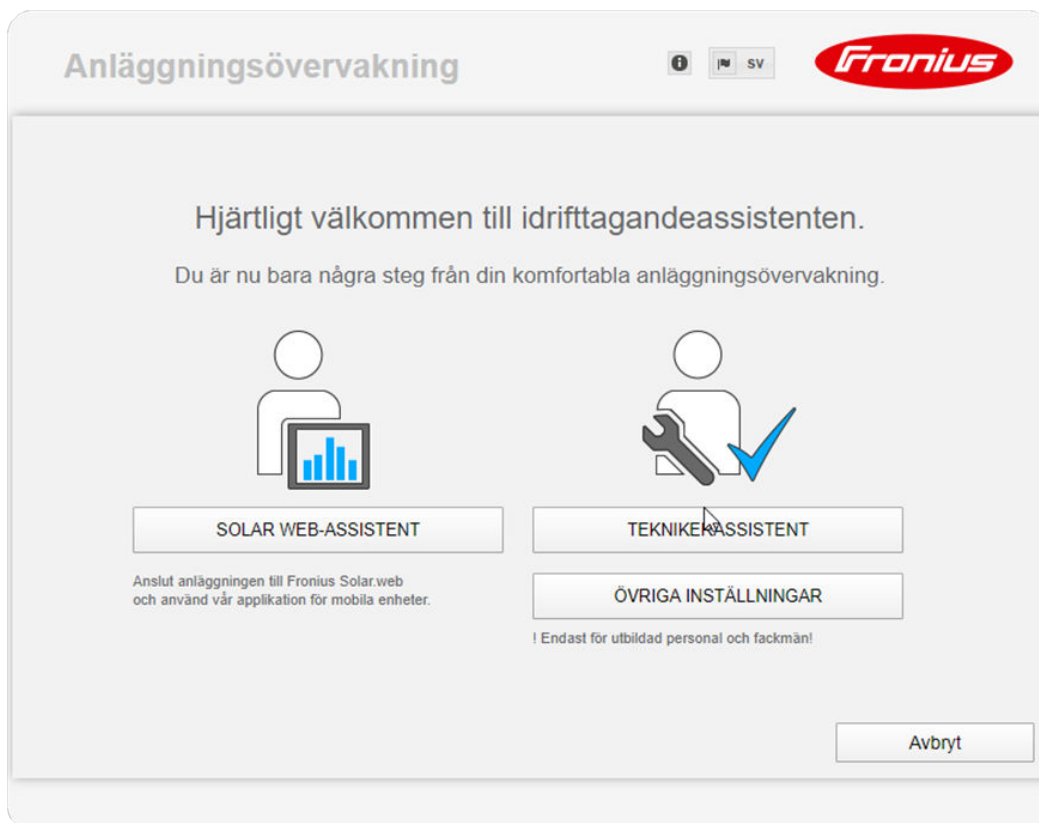 Anläggningsövervakning
SV
Fronius
Hjärtligt välkommen till idrifttagandeassistenten.
Du är nu bara några steg från din komfortabla anläggningsövervakning.
SOLAR WEB-ASSISTENT
Anslut anläggningen till Fronius Solar.web
och använd vår applikation för mobila enheter.
TEKNIKERASSISTENT
ÖVRIGA INSTÄLLNINGAR
! Endast för utbildad personal och fackmän!
Avbryt